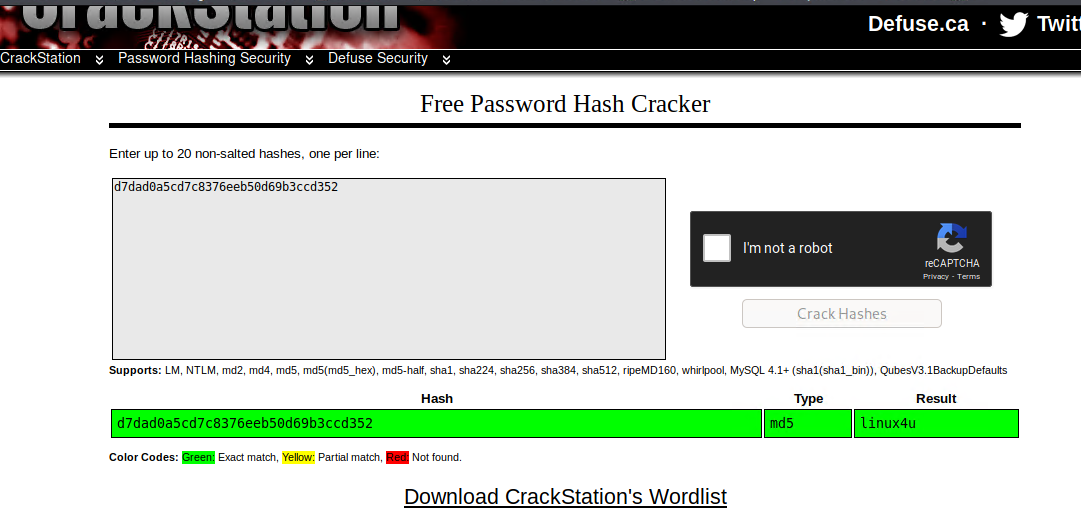 CrackStation
Defuse.ca ·
CrackStation Password Hashing Security Defuse Security
Free Password Hash Cracker
Enter up to 20 non-salted hashes, one per line:
d7dad0a5cd7c8376eeb50d69b3ccd352
I'm not a robot
reCAPTCHA
Privacy - Terms
Crack Hashes
Supports: LM, NTLM, md2, md4, md5, md5(md5_hex), md5-half, sha1, sha224, sha256, sha384, sha512, ripeMD160, whirlpool, MySQL 4.1+ (sha1(sha1_bin)), QubesV3.1BackupDefaults
Hash Type Result
d7dad0a5cd7c8376eeb50d69b3ccd352 md5 linux4u
Color Codes: Green: Exact match, Yellow: Partial match, Red: Not found.
Download CrackStation's Wordlist